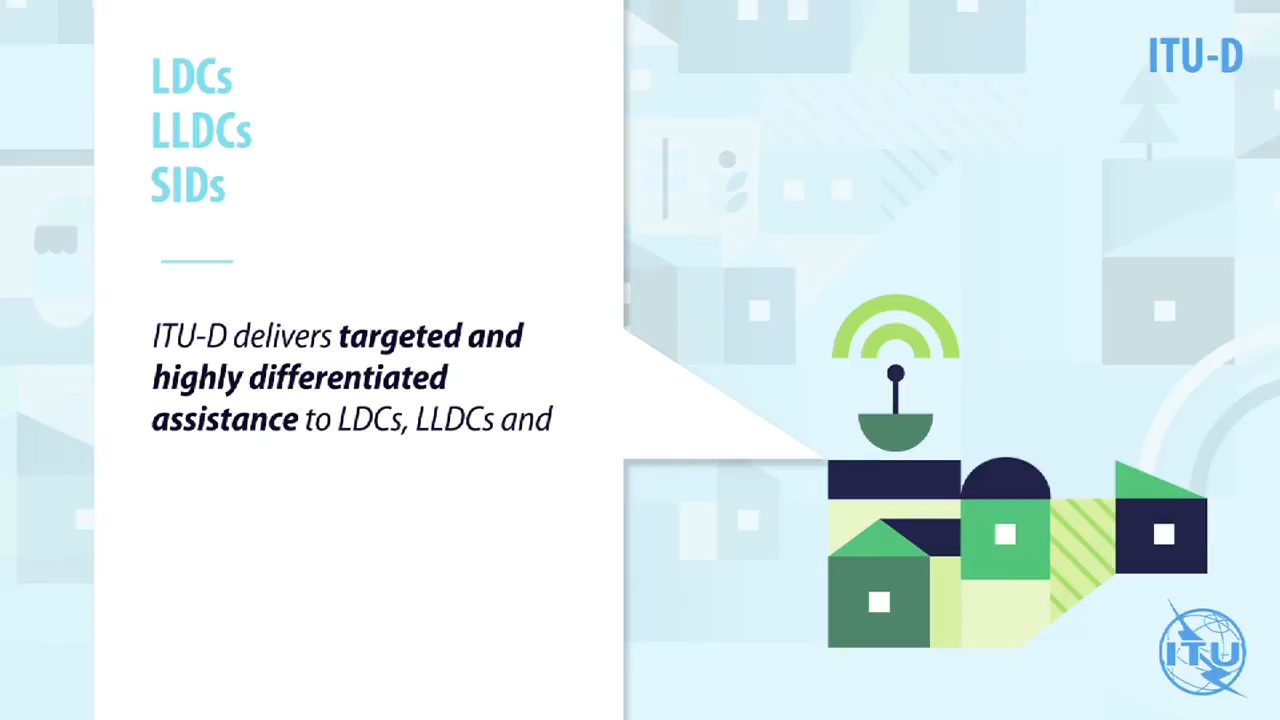 LDCs
LLDCs
SIDs
ITU-D delivers targeted and
highly differentiated
assistance to LDCs, LLDCs and
ITU-D
ITU